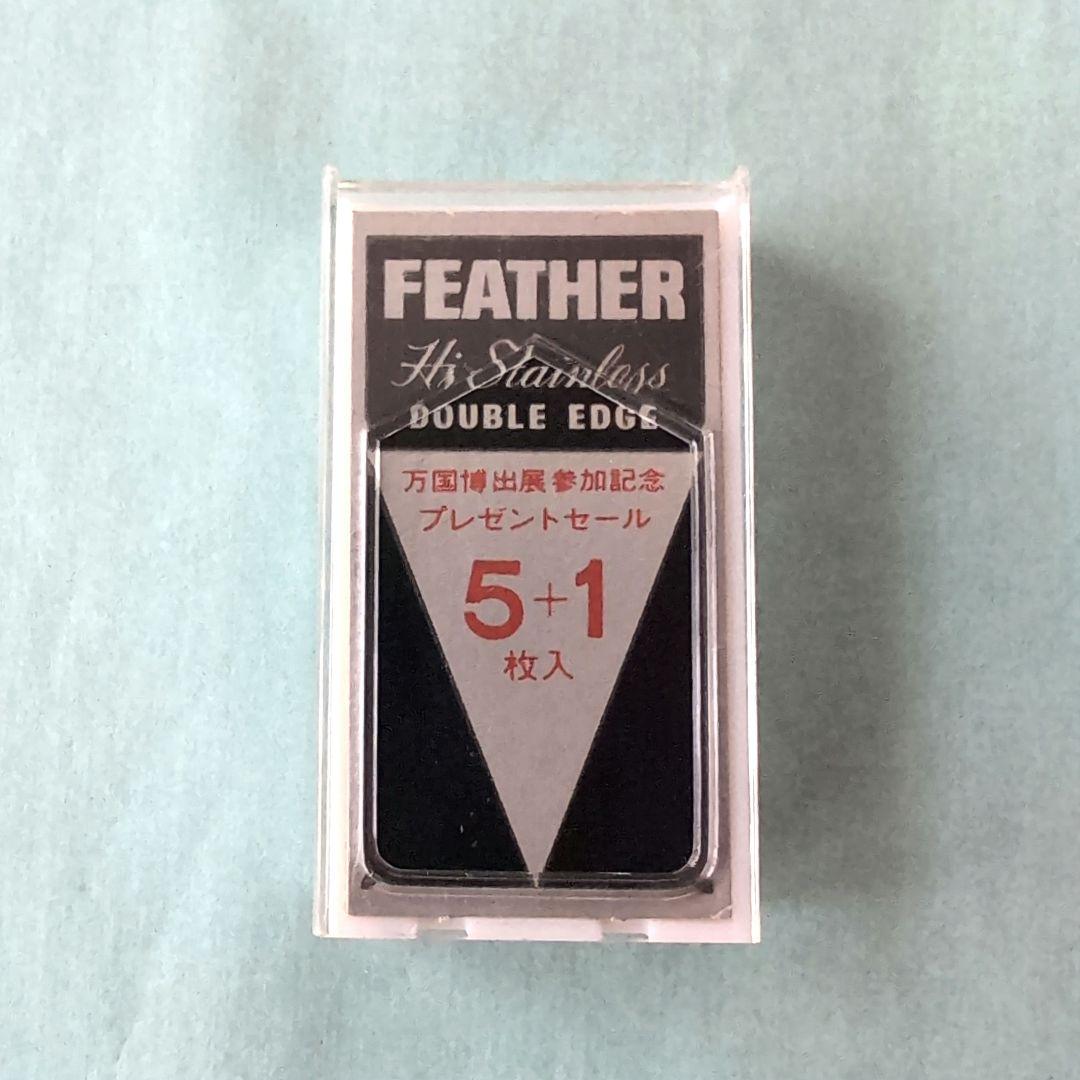 FEATHER
Hi Stainless
DOUBLE EDGE
万国博出展参加記念
プレゼントセール
5+1
枚入